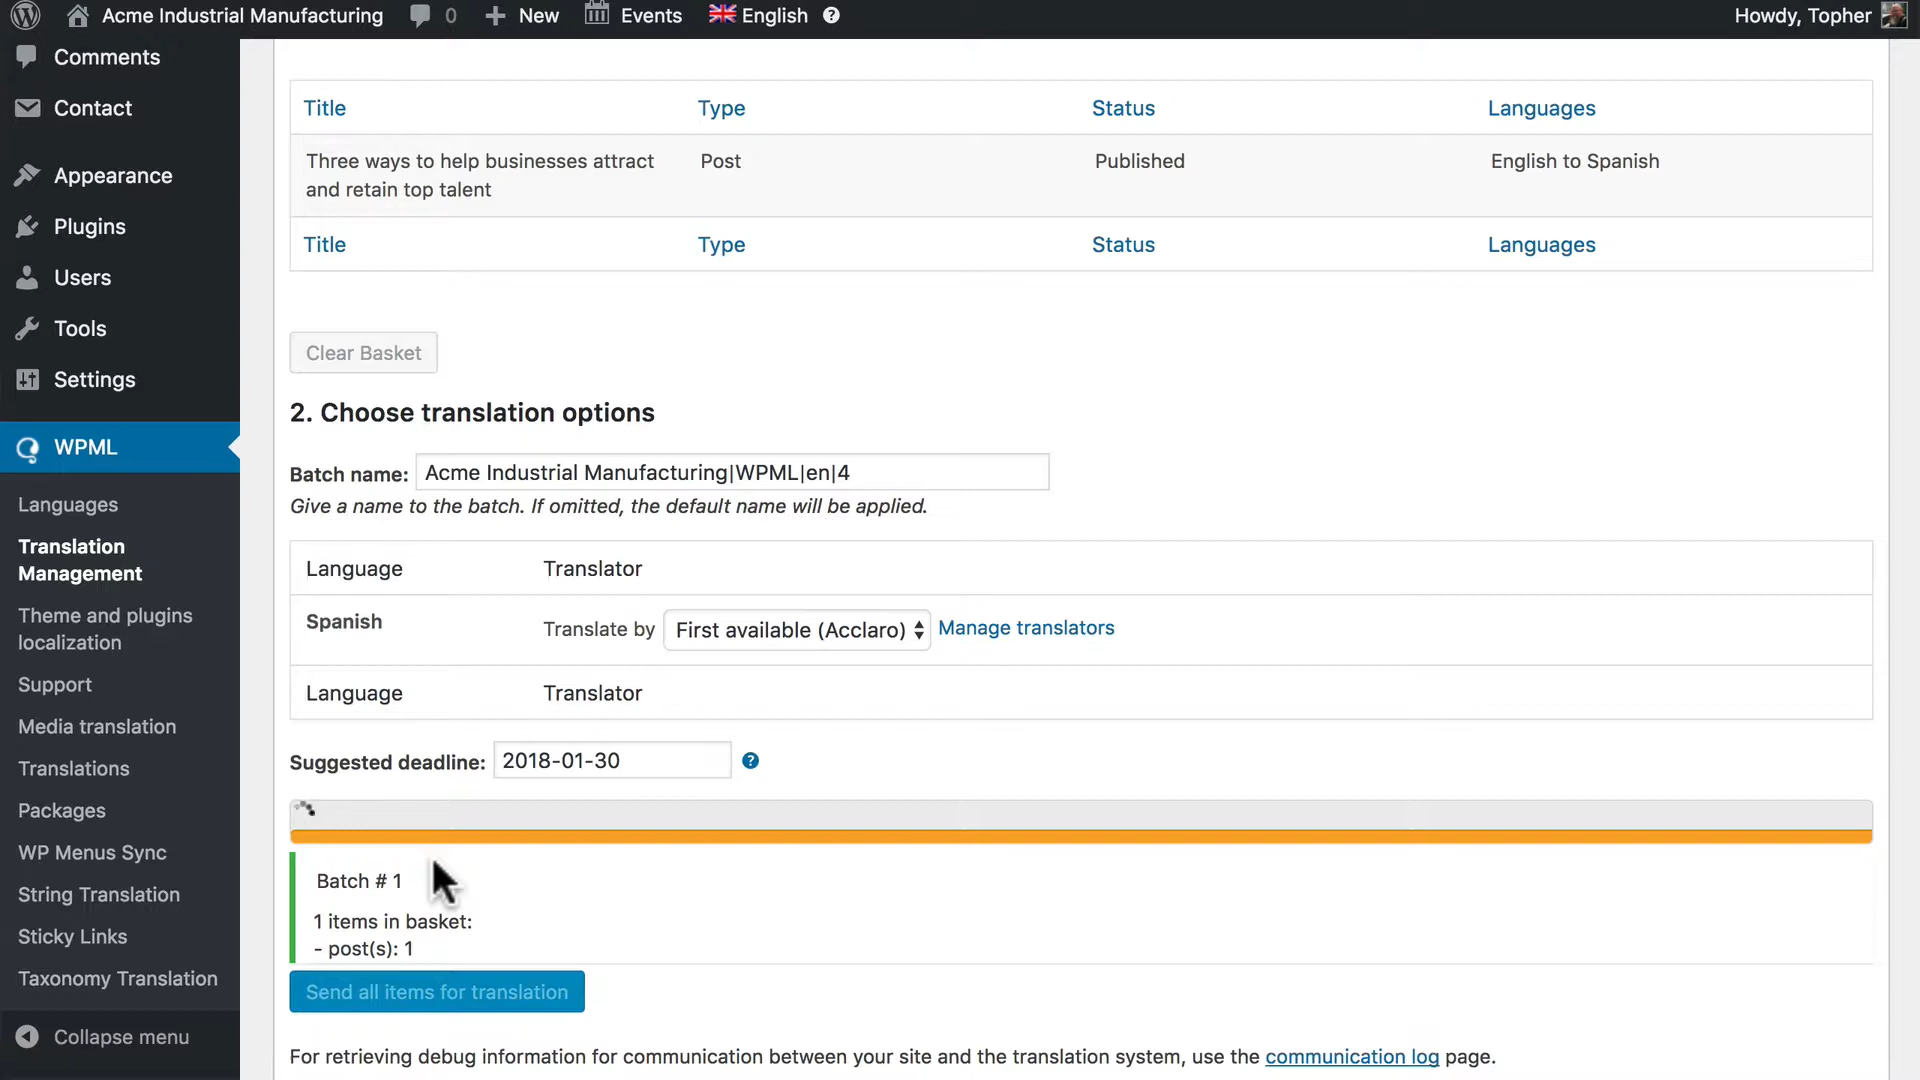 Acme Industrial Manufacturing 0 New Events English ? Howdy, Topher
Comments
Contact
Appearance
Plugins
Users
Tools
Settings
WPML
Languages
Translation
Management
Theme and plugins
localization
Support
Media translation
Translations
Packages
WP Menus Sync
String Translation
Sticky Links
Taxonomy Translation
Collapse menu
Title Type Status Languages
Three ways to help businesses attract Post Published English to Spanish
and retain top talent
Title Type Status Languages
Clear Basket
2. Choose translation options
Batch name: Acme Industrial Manufacturing|WPML|en|4
Give a name to the batch. If omitted, the default name will be applied.
Language Translator
Spanish Translate by First available (Acclaro) Manage translators
Language Translator
Suggested deadline: 2018-01-30 ?
Batch # 1
1 items in basket:
- post(s): 1
Send all items for translation
For retrieving debug information for communication between your site and the translation system, use the communication log page.